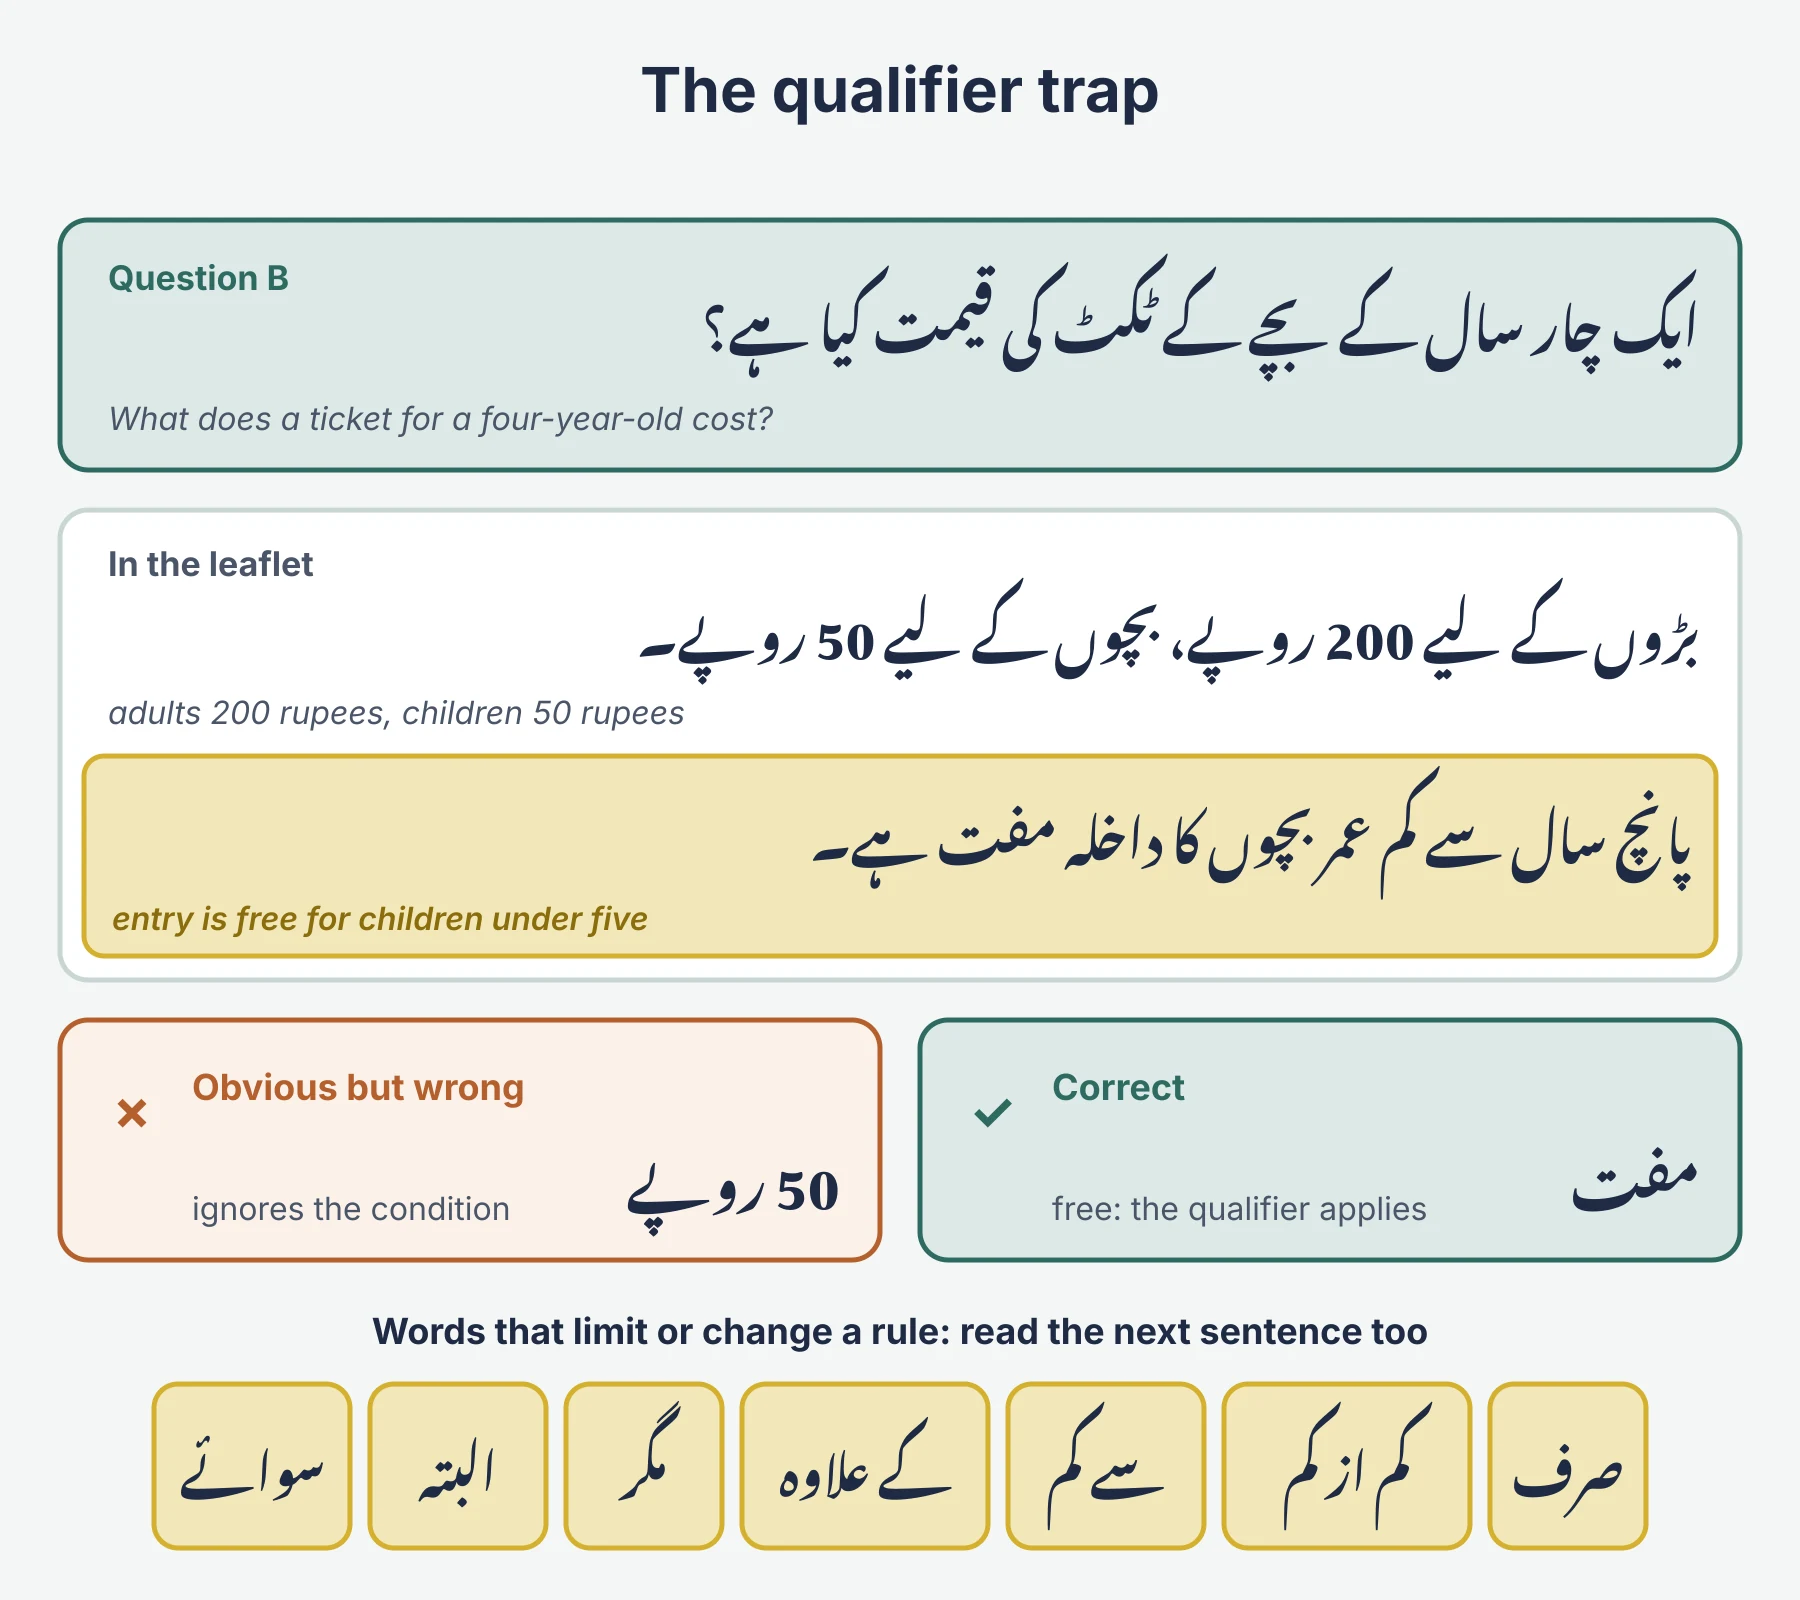 The qualifier trap
Question B
ایک چار سال کے بچے کے ٹکٹ کی قیمت کیا ہے؟
What does a ticket for a four-year-old cost?
In the leaflet
بڑوں کے لیے 200 روپے، بچوں کے لیے 50 روپے۔
adults 200 rupees, children 50 rupees
پانچ سال سے کم عمر بچوں کا داخلہ مفت ہے۔
entry is free for children under five
Obvious but wrong
50 روپے
ignores the condition
Correct
مفت
free: the qualifier applies
Words that limit or change a rule: read the next sentence too
صرف
کم از کم
سے کم
کے علاوہ
مگر
البتہ
سوائے